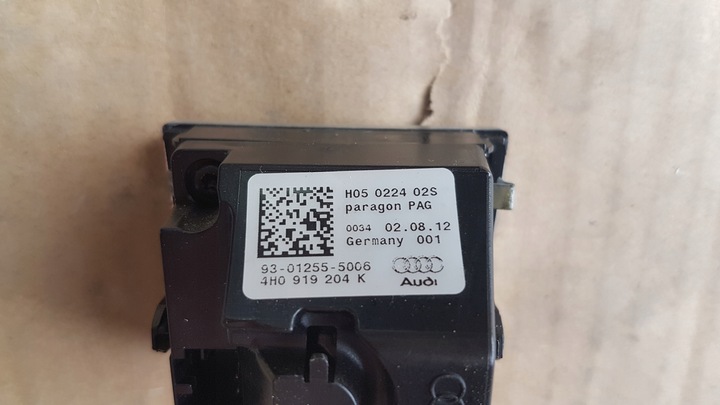 H05 0224 02S
paragon PAG
0034 02.08.12
Germany 001
93-01255-5006
4H0 919 204 K
Audi